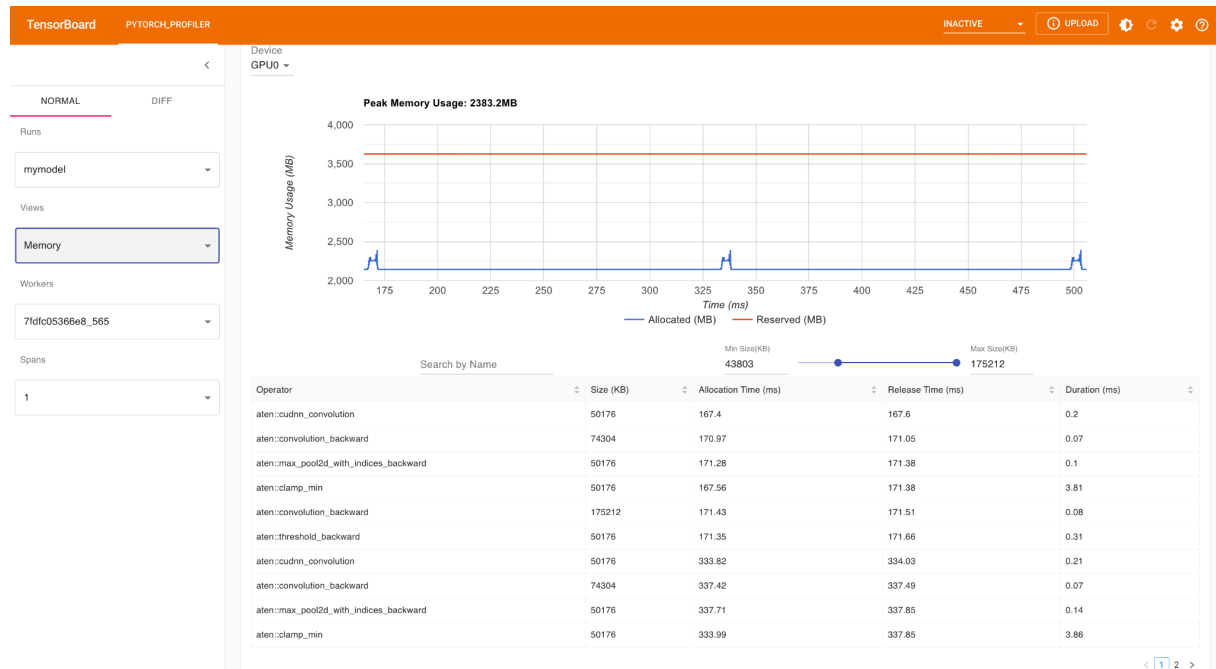 TensorBoard PYTORCH_PROFILER INACTIVE UPLOAD
Device
GPU0
NORMAL DIFF
Runs
mymodel
Views
Memory
Workers
7fdfc05366e8_565
Spans
1
Peak Memory Usage: 2383.2MB
Memory Usage (MB)
4,000
3,500
3,000
2,500
2,000
175 200 225 250 275 300 325 350 375 400 425 450 475 500
Time (ms)
Allocated (MB) Reserved (MB)
Search by Name
Min Size(KB)
43803
Max Size(KB)
175212
Operator Size (KB) Allocation Time (ms) Release Time (ms) Duration (ms)
aten::cudnn_convolution 50176 167.4 167.6 0.2
aten::convolution_backward 74304 170.97 171.05 0.07
aten::max_pool2d_with_indices_backward 50176 171.28 171.38 0.1
aten::clamp_min 50176 167.56 171.38 3.81
aten::convolution_backward 175212 171.43 171.51 0.08
aten::threshold_backward 50176 171.35 171.66 0.31
aten::cudnn_convolution 50176 333.82 334.03 0.21
aten::convolution_backward 74304 337.42 337.49 0.07
aten::max_pool2d_with_indices_backward 50176 337.71 337.85 0.14
aten::clamp_min 50176 333.99 337.85 3.86
< 1 2 >